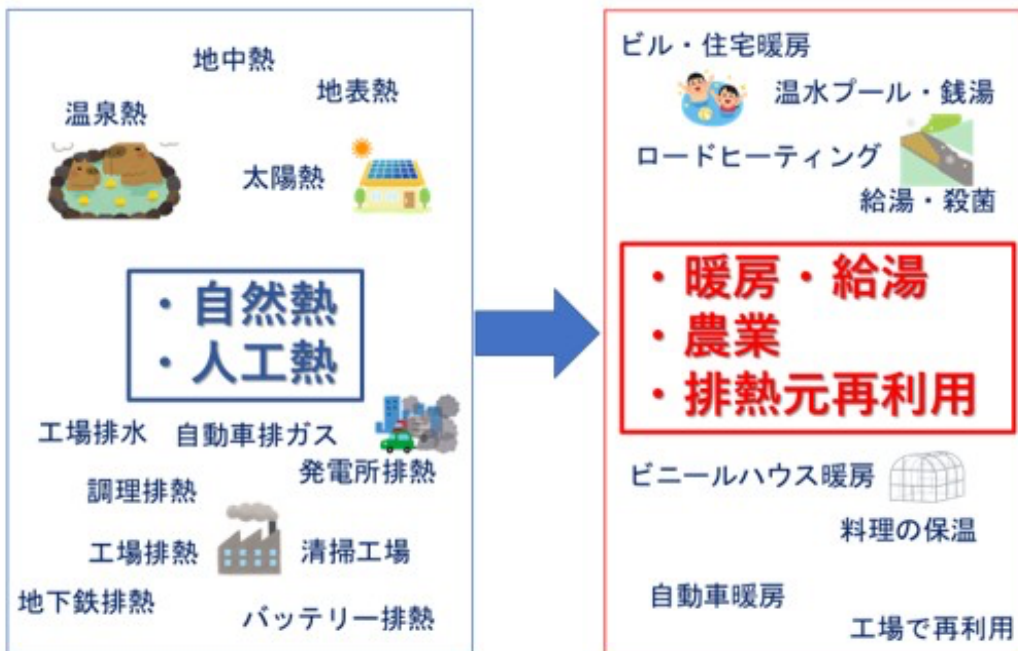 地中熱
地表熱
温泉熱
太陽熱
・自然熱
・人工熱
工場排水
自動車排ガス
発電所排熱
調理排熱
工場排熱
清掃工場
地下鉄排熱
バッテリー排熱
ビル・住宅暖房
温水プール・銭湯
ロードヒーティング
給湯・殺菌
・暖房・給湯
・農業
・排熱元再利用
ビニールハウス暖房
料理の保温
自動車暖房
工場で再利用